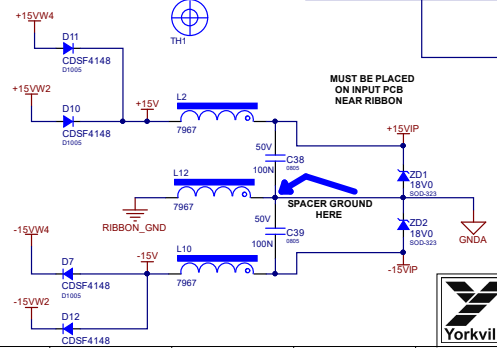 +15VW4
D11
CDSF4148
D1005
TH1
+15VW2
D10
CDSF4148
D1005
+15V
L2
7967
MUST BE PLACED
ON INPUT PCB
NEAR RIBBON
+15VIP
50V
C38
0805
100N
ZD1
18V0
SOD-323
L12
7967
RIBBON_GND
SPACER GROUND
HERE
50V
C39
0805
100N
ZD2
18V0
SOD-323
GNDA
-15VW4
D7
CDSF4148
D1005
-15V
L10
7967
-15VIP
-15VW2
D12
CDSF4148
Yorkvil